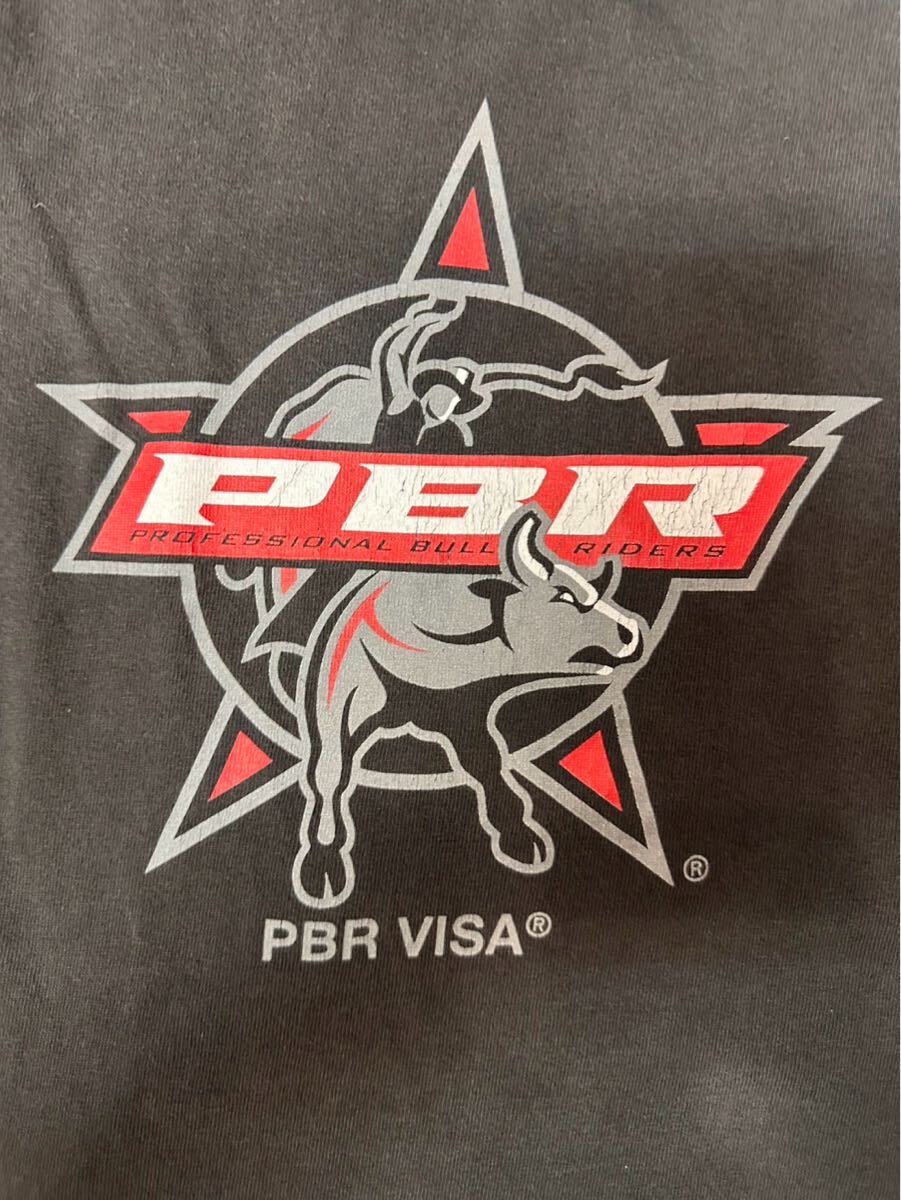 PBR
PROFESSIONAL BULL RIDERS
®
PBR VISA®